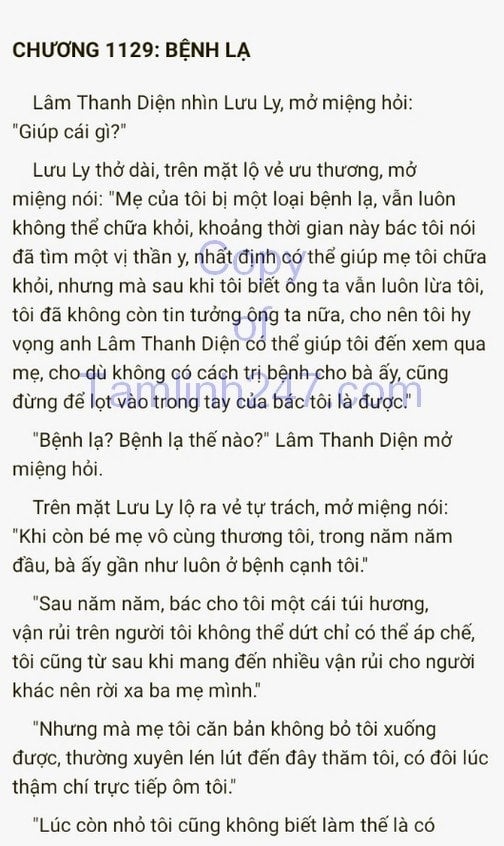 CHƯƠNG 1129: BỆNH LẠ
Lâm Thanh Diện nhìn Lưu Ly, mở miệng hỏi:
"Giúp cái gì?"
Lưu Ly thở dài, trên mặt lộ vẻ ưu thương, mở
miệng nói: "Mẹ của tôi bị một loại bệnh lạ, vẫn luôn
không thể chữa khỏi, khoảng thời gian này bác tôi nói
đã tìm một vị thần y, nhất định có thể giúp mẹ tôi chữa
khỏi, nhưng mà sau khi tôi biết ông ta vẫn luôn lừa tôi,
tôi đã không còn tin tưởng ông ta nữa, cho nên tôi hy
vọng anh Lâm Thanh Diện có thể giúp tôi đến xem qua
mẹ, cho dù không có cách trị bệnh cho bà ấy, cũng
đừng để lọt vào trong tay của bác tôi là được."
Copy
of
Tamlinh247.com
"Bệnh lạ? Bệnh lạ thế nào?" Lâm Thanh Diện mở
miệng hỏi.
Trên mặt Lưu Ly lộ ra vẻ tự trách, mở miệng nói:
"Khi còn bé mẹ vô cùng thương tôi, trong năm năm
đầu, bà ấy gần như luôn ở bệnh cạnh tôi."
"Sau năm năm, bác cho tôi một cái túi hương,
vận rủi trên người tôi không thể dứt chỉ có thể áp chế,
tôi cũng từ sau khi mang đến nhiều vận rủi cho người
khác nên rời xa ba mẹ mình."
"Nhưng mà mẹ tôi căn bản không bỏ tôi xuống
được, thường xuyên lén lút đến đây thăm tôi, có đôi lúc
thậm chí trực tiếp ôm tôi."
"Lúc còn nhỏ tôi cũng không biết làm thế là có